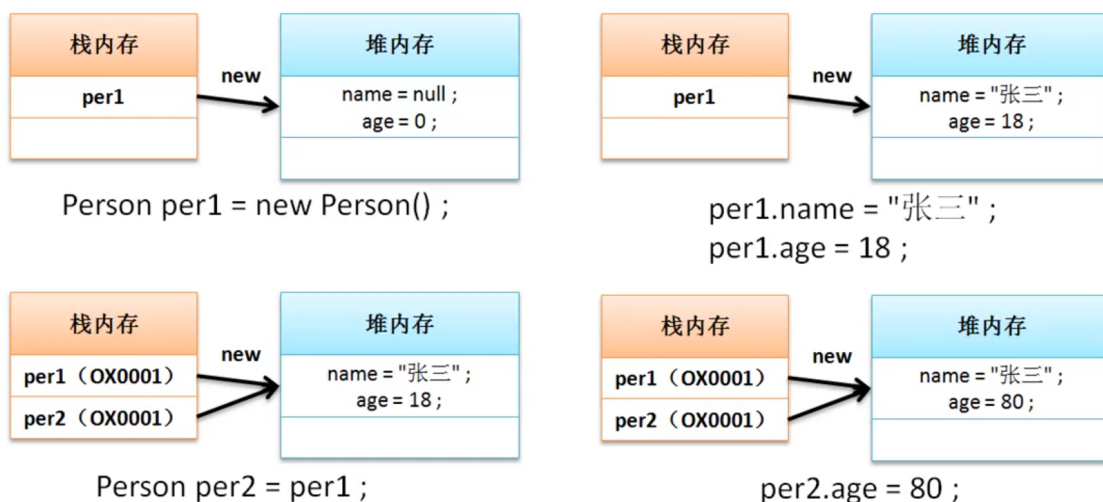 栈内存
堆内存
new
per1
name = null ;
age = 0 ;
Person per1 = new Person() ;
栈内存
堆内存
new
per1
name = "张三" ;
age = 18 ;
per1.name = "张三" ;
per1.age = 18 ;
栈内存
堆内存
new
per1（OX0001）
name = "张三" ;
age = 18 ;
per2（OX0001）
Person per2 = per1 ;
栈内存
堆内存
new
per1（OX0001）
name = "张三" ;
age = 80 ;
per2（OX0001）
per2.age = 80 ;